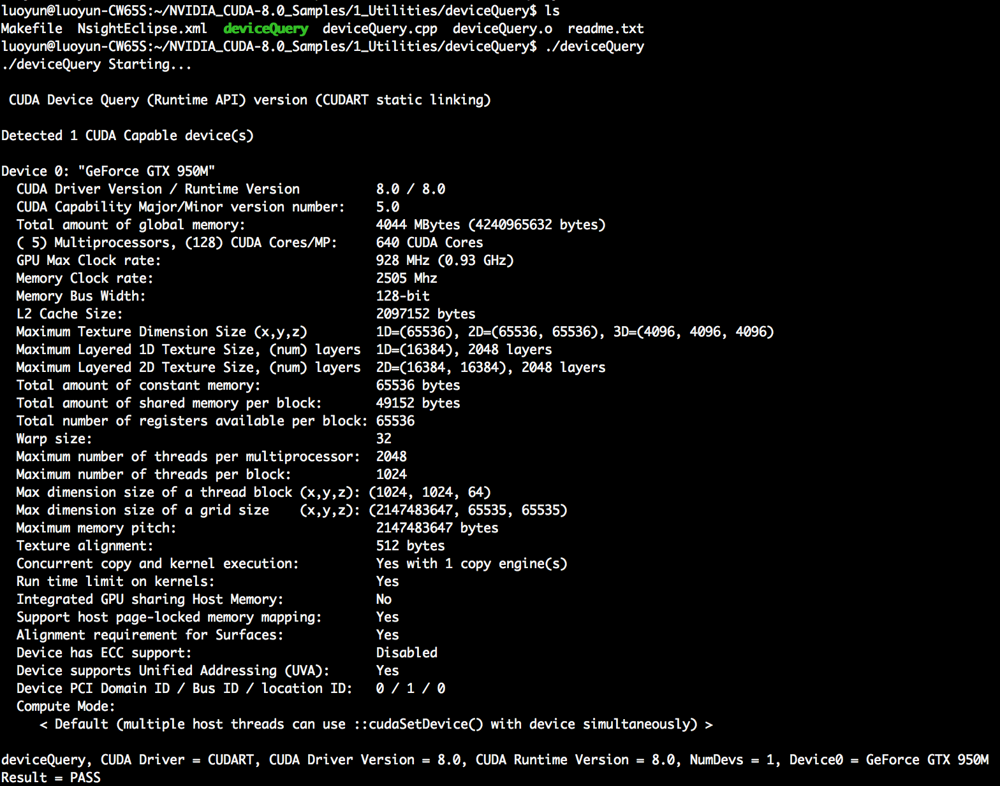 luoyun@luoyun-CW65S:~/NVIDIA_CUDA-8.0_Samples/1_Utilities/deviceQuery$ ls
Makefile  NsightEclipse.xml  deviceQuery  deviceQuery.cpp  deviceQuery.o  readme.txt
luoyun@luoyun-CW65S:~/NVIDIA_CUDA-8.0_Samples/1_Utilities/deviceQuery$ ./deviceQuery
./deviceQuery Starting...

 CUDA Device Query (Runtime API) version (CUDART static linking)

Detected 1 CUDA Capable device(s)

Device 0: "GeForce GTX 950M"
  CUDA Driver Version / Runtime Version          8.0 / 8.0
  CUDA Capability Major/Minor version number:    5.0
  Total amount of global memory:                 4044 MBytes (4240965632 bytes)
  ( 5) Multiprocessors, (128) CUDA Cores/MP:     640 CUDA Cores
  GPU Max Clock rate:                            928 MHz (0.93 GHz)
  Memory Clock rate:                             2505 Mhz
  Memory Bus Width:                              128-bit
  L2 Cache Size:                                 2097152 bytes
  Maximum Texture Dimension Size (x,y,z)         1D=(65536), 2D=(65536, 65536), 3D=(4096, 4096, 4096)
  Maximum Layered 1D Texture Size, (num) layers  1D=(16384), 2048 layers
  Maximum Layered 2D Texture Size, (num) layers  2D=(16384, 16384), 2048 layers
  Total amount of constant memory:               65536 bytes
  Total amount of shared memory per block:       49152 bytes
  Total number of registers available per block: 65536
  Warp size:                                     32
  Maximum number of threads per multiprocessor:  2048
  Maximum number of threads per block:           1024
  Max dimension size of a thread block (x,y,z): (1024, 1024, 64)
  Max dimension size of a grid size    (x,y,z): (2147483647, 65535, 65535)
  Maximum memory pitch:                          2147483647 bytes
  Texture alignment:                             512 bytes
  Concurrent copy and kernel execution:          Yes with 1 copy engine(s)
  Run time limit on kernels:                     Yes
  Integrated GPU sharing Host Memory:            No
  Support host page-locked memory mapping:       Yes
  Alignment requirement for Surfaces:            Yes
  Device has ECC support:                        Disabled
  Device supports Unified Addressing (UVA):      Yes
  Device PCI Domain ID / Bus ID / location ID:   0 / 1 / 0
  Compute Mode:
     < Default (multiple host threads can use ::cudaSetDevice() with device simultaneously) >

deviceQuery, CUDA Driver = CUDART, CUDA Driver Version = 8.0, CUDA Runtime Version = 8.0, NumDevs = 1, Device0 = GeForce GTX 950M
Result = PASS